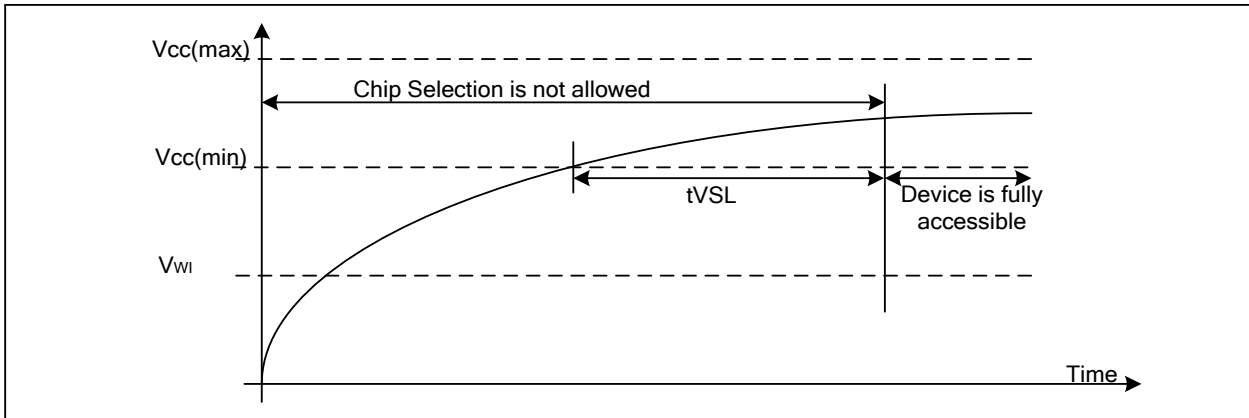 Vcc(max)
Chip Selection is not allowed
Vcc(min)
tVSL
Device is fully
accessible
VWI
Time